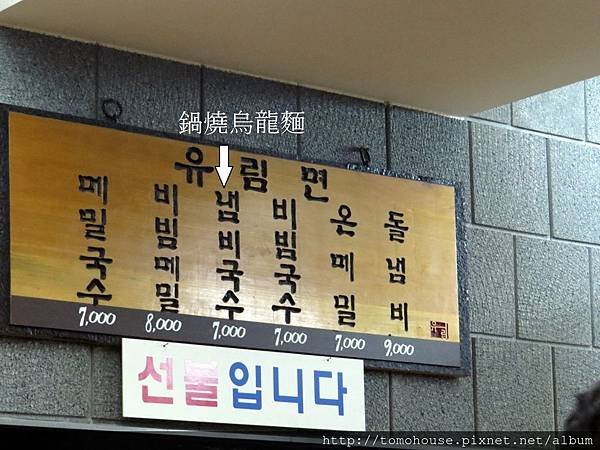 鍋燒烏龍麵
유림면
메밀국수
7,000
비빔메밀
8,000
냄비국수
7,000
비빔국수
7,000
온메밀
7,000
돌냄비
9,000
선불입니다
http://tomohouse.pixnet.net/album